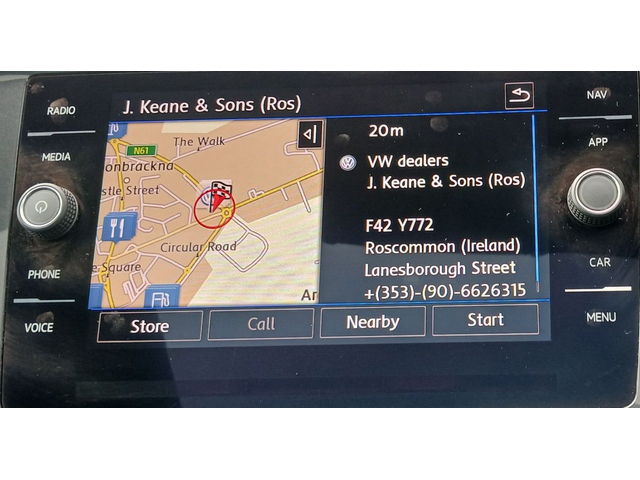 J. Keane & Sons (Ros)
RADIO
MEDIA
PHONE
VOICE
N61
The Walk
onbrackna
stle Street
Circular Road
e Square
Ar
20m
VW dealers
J. Keane & Sons (Ros)
F42 Y772
Roscommon (Ireland)
Lanesborough Street
+(353)-(90)-6626315
Store
Call
Nearby
Start
NAV
APP
CAR
MENU